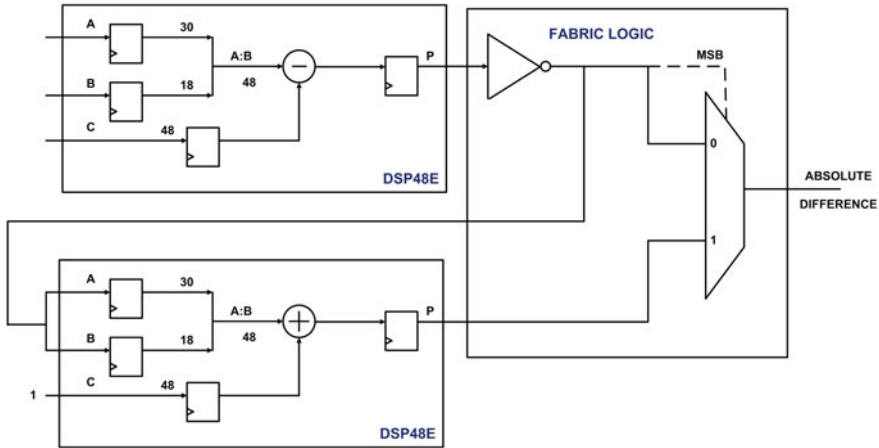 A
30
A:B
B
18
48
C
48
P
DSP48E
FABRIC LOGIC
MSB
0
1
ABSOLUTE
DIFFERENCE
A
30
A:B
B
18
48
1
C
48
P
DSP48E